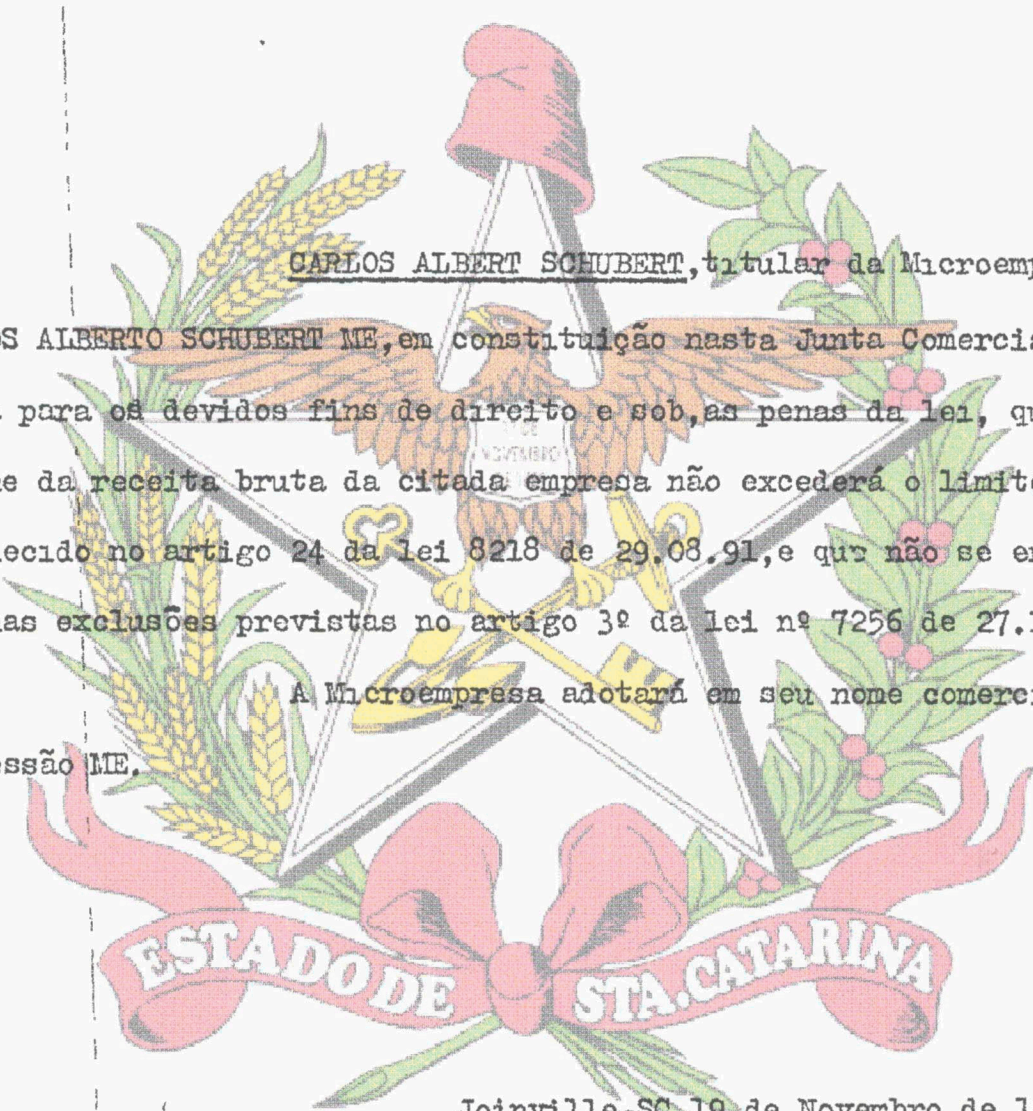 CARLOS ALBERT SCHUBERT, titular da Microemp
OS ALBERTO SCHUBERT ME, em constituição nasta Junta Comercia
para os devidos fins de direito e sob, as penas da lei, qu
e da receita bruta da citada empresa não excederá o limite
lecido no artigo 24 da lei 8218 de 29.08.91, e que não se en
as exclusões previstas no artigo 3º da lei nº 7256 de 27.1
A Microempresa adotará em seu nome comerc
essão ME.
NOVEMBRO
ESTADO DE STA. CATARINA
Joinville, SC 19 de Novembro de 1